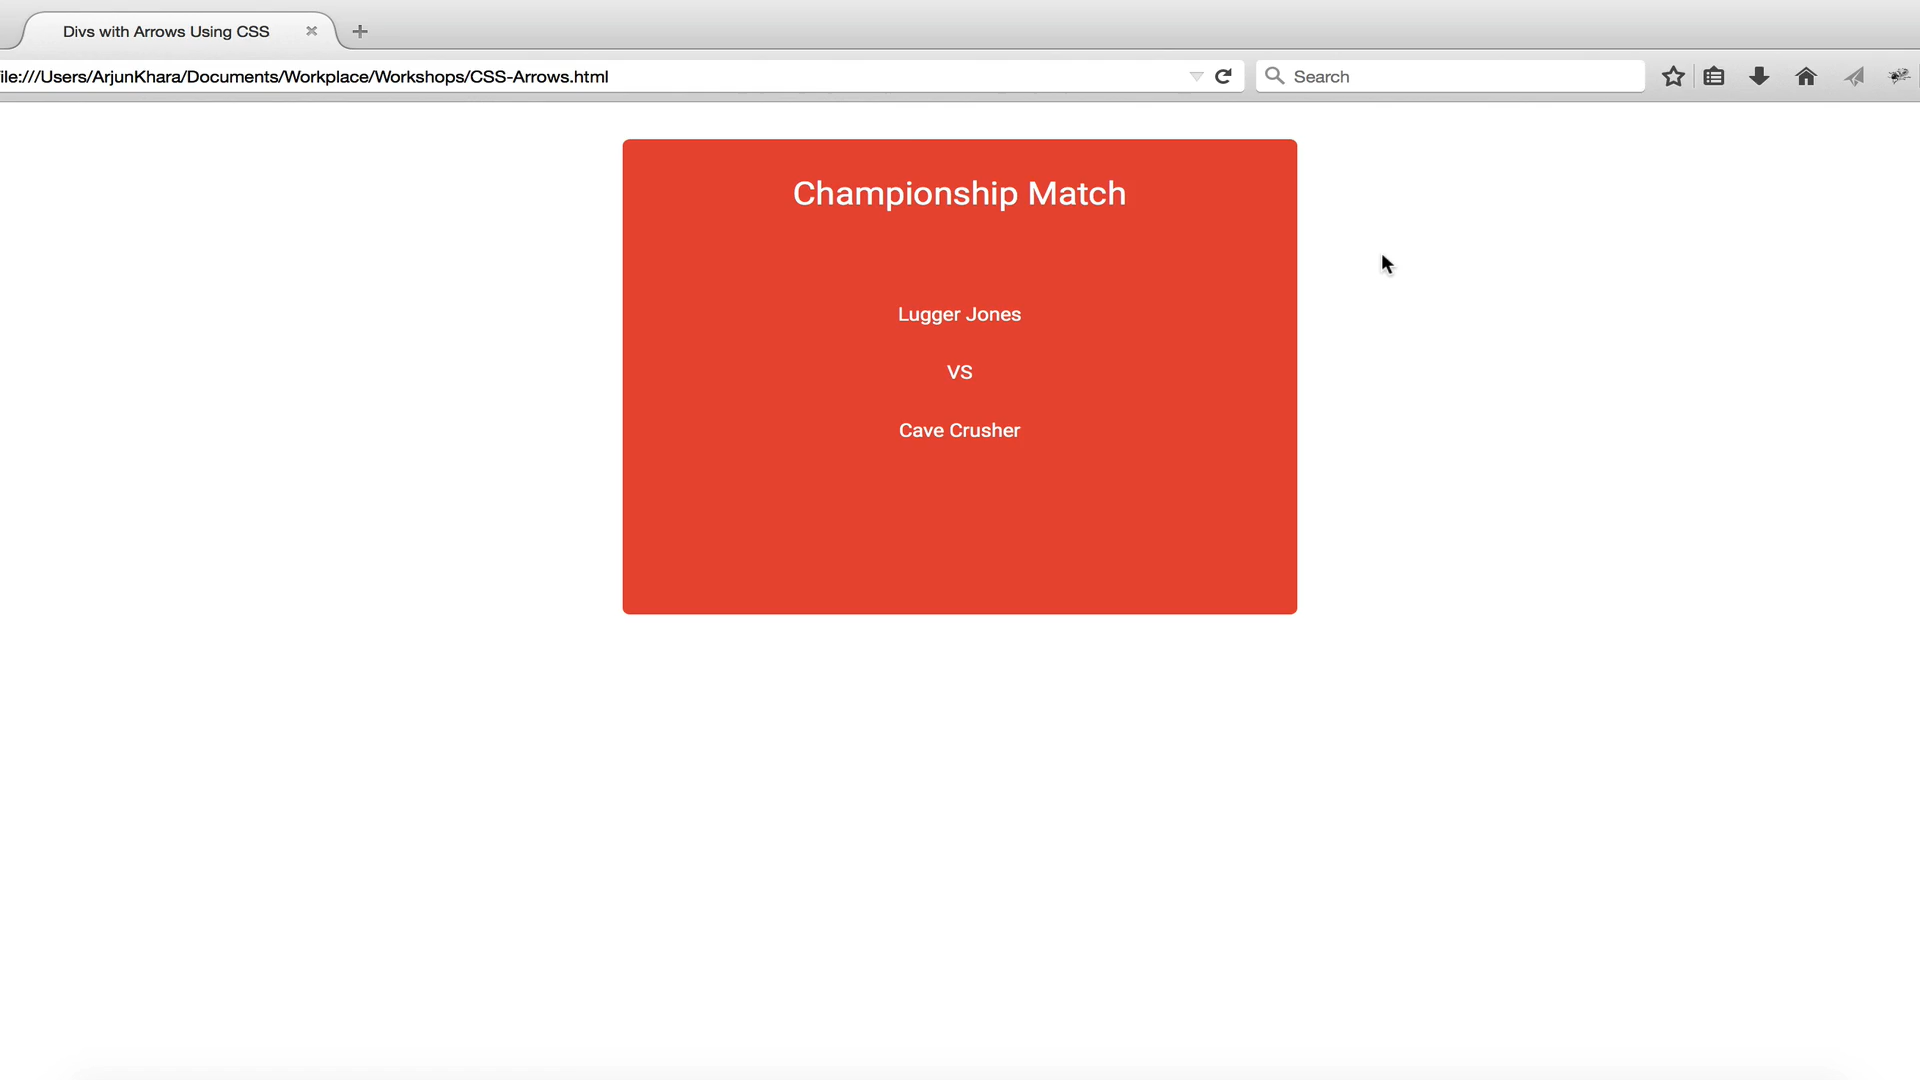 Divs with Arrows Using CSS
ile:///Users/ArjunKhara/Documents/Workplace/Workshops/CSS-Arrows.html
Search
Championship Match
Lugger Jones
VS
Cave Crusher